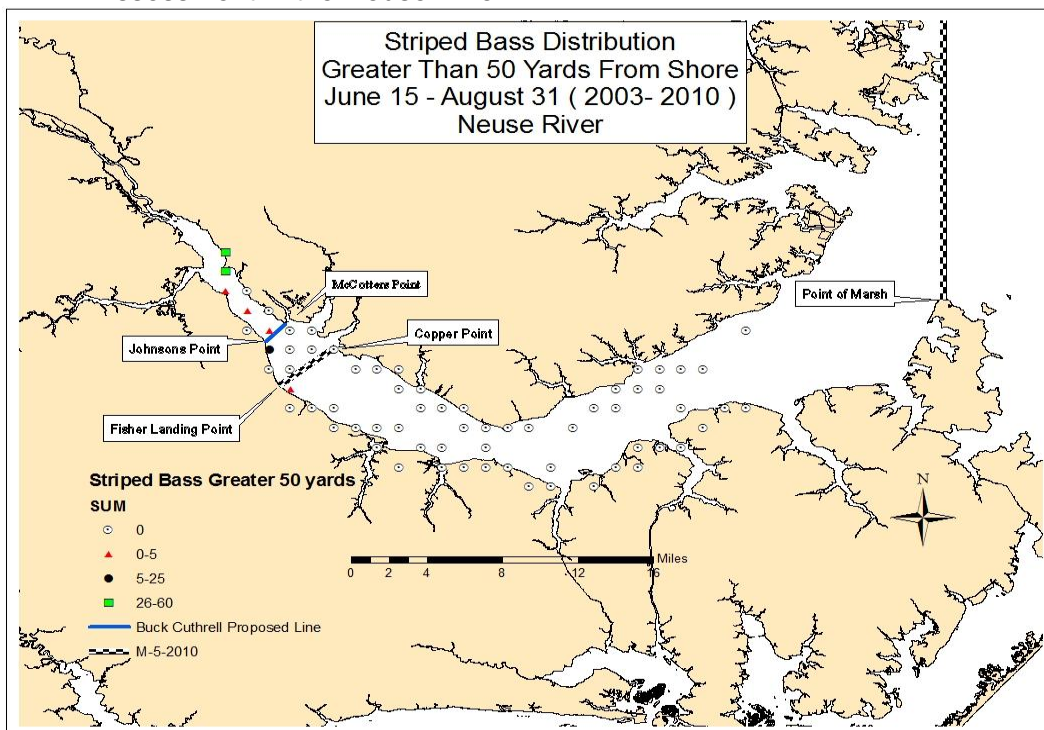 Striped Bass Distribution
Greater Than 50 Yards From Shore
June 15 - August 31 ( 2003- 2010 )
Neuse River
McCotters Point
Point of Marsh
Johnsons Point
Copper Point
Fisher Landing Point
Striped Bass Greater 50 yards
SUM
0
0-5
5-25
26-60
Buck Cuthrell Proposed Line
M-5-2010
N
Miles
0 2 4 8 12 16